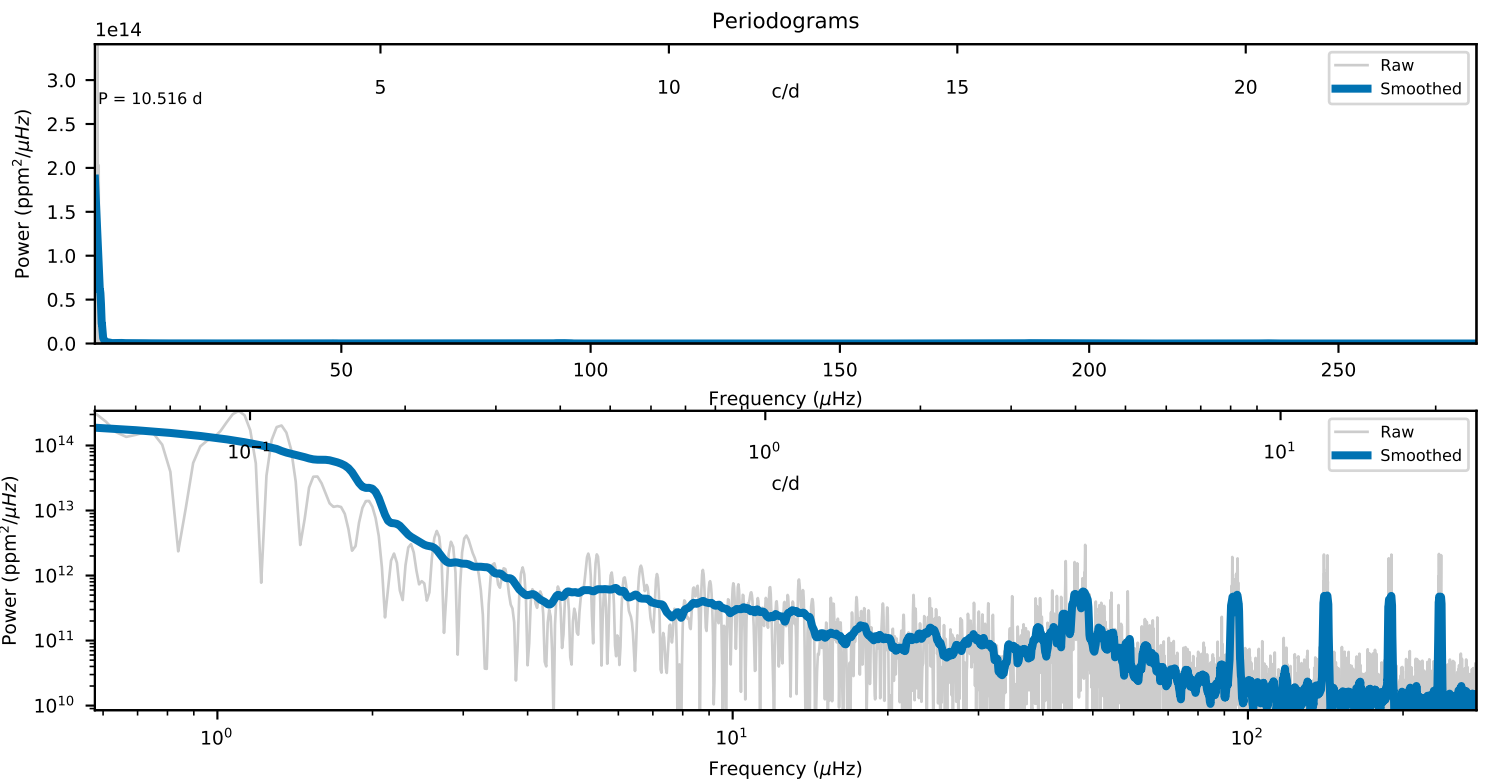 Periodograms
1e14
Power (ppm²/μHz)
3.0
2.5
2.0
1.5
1.0
0.5
0.0
P = 10.516 d
5 10 15 20
c/d
Raw
Smoothed
50 100 150 200 250
Frequency (μHz)
Power (ppm²/μHz)
10¹⁴
10¹³
10¹²
10¹¹
10¹⁰
10⁻¹ 10⁰ 10¹
c/d
Raw
Smoothed
10⁰ 10¹ 10²
Frequency (μHz)